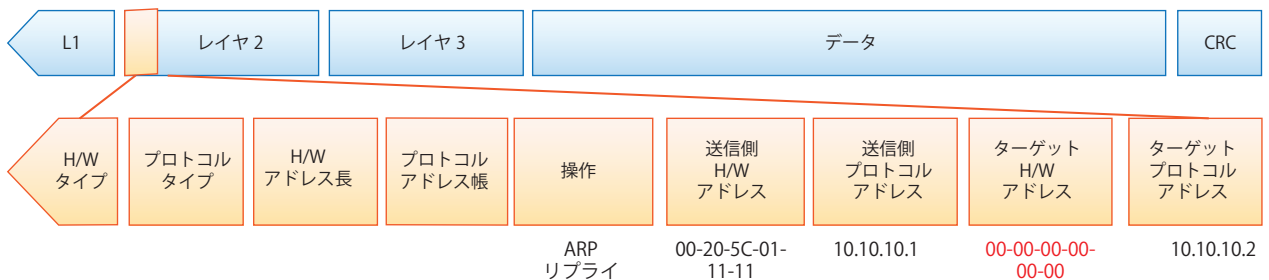 L1
レイヤ 2
レイヤ 3
データ
CRC
H/W
タイプ
プロトコル
タイプ
H/W
アドレス長
プロトコル
アドレス帳
操作
送信側
H/W
アドレス
送信側
プロトコル
アドレス
ターゲット
H/W
アドレス
ターゲット
プロトコル
アドレス
ARP
リプライ
00-20-5C-01-
11-11
10.10.10.1
00-00-00-00-
00-00
10.10.10.2